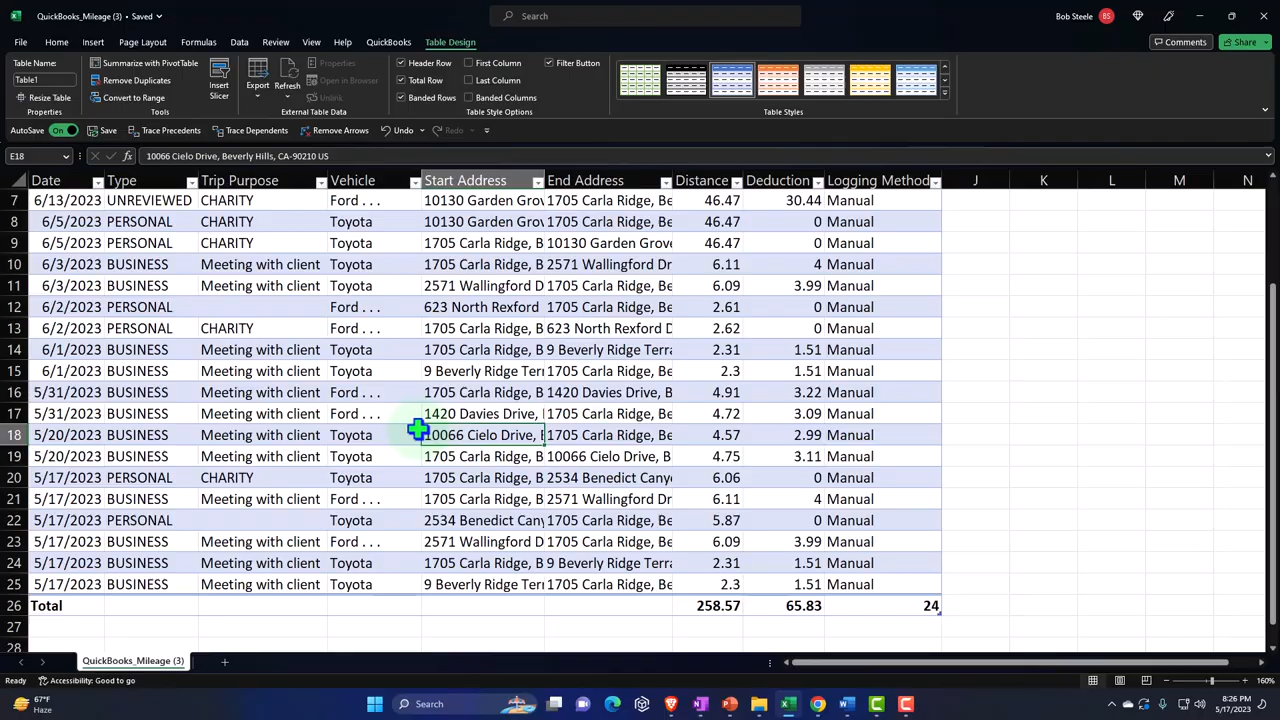 QuickBooks_Mileage (3) • Saved
Search
Bob Steele BS
File Home Insert Page Layout Formulas Data Review View Help QuickBooks Table Design Comments Share
Table Name:
Table1
Resize Table
Properties
Summarize with PivotTable
Remove Duplicates
Convert to Range
Tools
Insert Slicer
Export Refresh
Properties
Open in Browser
Unlink
External Table Data
Header Row First Column Filter Button
Total Row Last Column
Banded Rows Banded Columns
Table Style Options
Table Styles
AutoSave On Save Trace Precedents Trace Dependents Remove Arrows Undo Redo
E18 fx 10066 Cielo Drive, Beverly Hills, CA-90210 US
Date Type Trip Purpose Vehicle Start Address End Address Distance Deduction Logging Method J K L M N
7 6/13/2023 UNREVIEWED CHARITY Ford . . . 10130 Garden Grov 1705 Carla Ridge, Be 46.47 30.44 Manual
8 6/5/2023 PERSONAL CHARITY Toyota 10130 Garden Grov 1705 Carla Ridge, Be 46.47 0 Manual
9 6/5/2023 PERSONAL CHARITY Toyota 1705 Carla Ridge, B 10130 Garden Grove 46.47 0 Manual
10 6/3/2023 BUSINESS Meeting with client Toyota 1705 Carla Ridge, B 2571 Wallingford Dr 6.11 4 Manual
11 6/3/2023 BUSINESS Meeting with client Toyota 2571 Wallingford D 1705 Carla Ridge, Be 6.09 3.99 Manual
12 6/2/2023 PERSONAL Ford . . . 623 North Rexford 1705 Carla Ridge, Be 2.61 0 Manual
13 6/2/2023 PERSONAL CHARITY Ford . . . 1705 Carla Ridge, B 623 North Rexford D 2.62 0 Manual
14 6/1/2023 BUSINESS Meeting with client Toyota 1705 Carla Ridge, B 9 Beverly Ridge Terra 2.31 1.51 Manual
15 6/1/2023 BUSINESS Meeting with client Toyota 9 Beverly Ridge Terr 1705 Carla Ridge, Be 2.3 1.51 Manual
16 5/31/2023 BUSINESS Meeting with client Ford . . . 1705 Carla Ridge, B 1420 Davies Drive, B 4.91 3.22 Manual
17 5/31/2023 BUSINESS Meeting with client Ford . . . 1420 Davies Drive, 1705 Carla Ridge, Be 4.72 3.09 Manual
18 5/20/2023 BUSINESS Meeting with client Toyota 10066 Cielo Drive, B 1705 Carla Ridge, Be 4.57 2.99 Manual
19 5/20/2023 BUSINESS Meeting with client Toyota 1705 Carla Ridge, B 10066 Cielo Drive, B 4.75 3.11 Manual
20 5/17/2023 PERSONAL CHARITY Toyota 1705 Carla Ridge, B 2534 Benedict Cany 6.06 0 Manual
21 5/17/2023 BUSINESS Meeting with client Ford . . . 1705 Carla Ridge, B 2571 Wallingford Dr 6.11 4 Manual
22 5/17/2023 PERSONAL Toyota 2534 Benedict Cany 1705 Carla Ridge, Be 5.87 0 Manual
23 5/17/2023 BUSINESS Meeting with client Ford . . . 2571 Wallingford D 1705 Carla Ridge, Be 6.09 3.99 Manual
24 5/17/2023 BUSINESS Meeting with client Toyota 1705 Carla Ridge, B 9 Beverly Ridge Terra 2.31 1.51 Manual
25 5/17/2023 BUSINESS Meeting with client Toyota 9 Beverly Ridge Terr 1705 Carla Ridge, Be 2.3 1.51 Manual
26 Total 258.57 65.83 24
27
28
QuickBooks_Mileage (3)
Ready Accessibility: Good to go 160%
67°F
Haze
Search
8:26 PM
5/17/2023